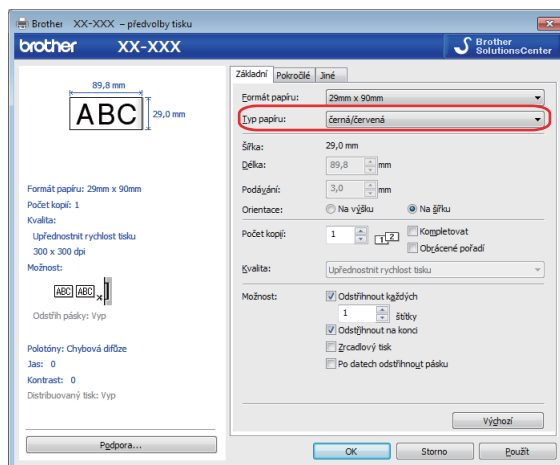 Brother XX-XXX – předvolby tisku
brother XX-XXX
Brother
SolutionsCenter
89,8 mm
ABC
29,0 mm
Formát papíru: 29mm x 90mm
Počet kopií: 1
Kvalita:
Upřednostnit rychlost tisku
300 x 300 dpi
Možnost:
ABC ABC
Odstřih pásky: Vyp
Polotóny: Chybová difůze
Jas: 0
Kontrast: 0
Distribuovaný tisk: Vyp
Podpora...
Základní Pokročilé Jiné
Formát papíru: 29mm x 90mm
Typ papíru: černá/červená
Šířka: 29,0 mm
Délka: 89,8 mm
Podávání: 3,0 mm
Orientace: Na výšku Na šířku
Počet kopií: 1 1 2 Kompletovat
Obrácené pořadí
Kvalita: Upřednostnit rychlost tisku
Možnost: Odstřihnout každých
1 štítky
Odstřihnout na konci
Zrcadlový tisk
Po datech odstřihnout pásku
Výchozí
OK Storno Použít